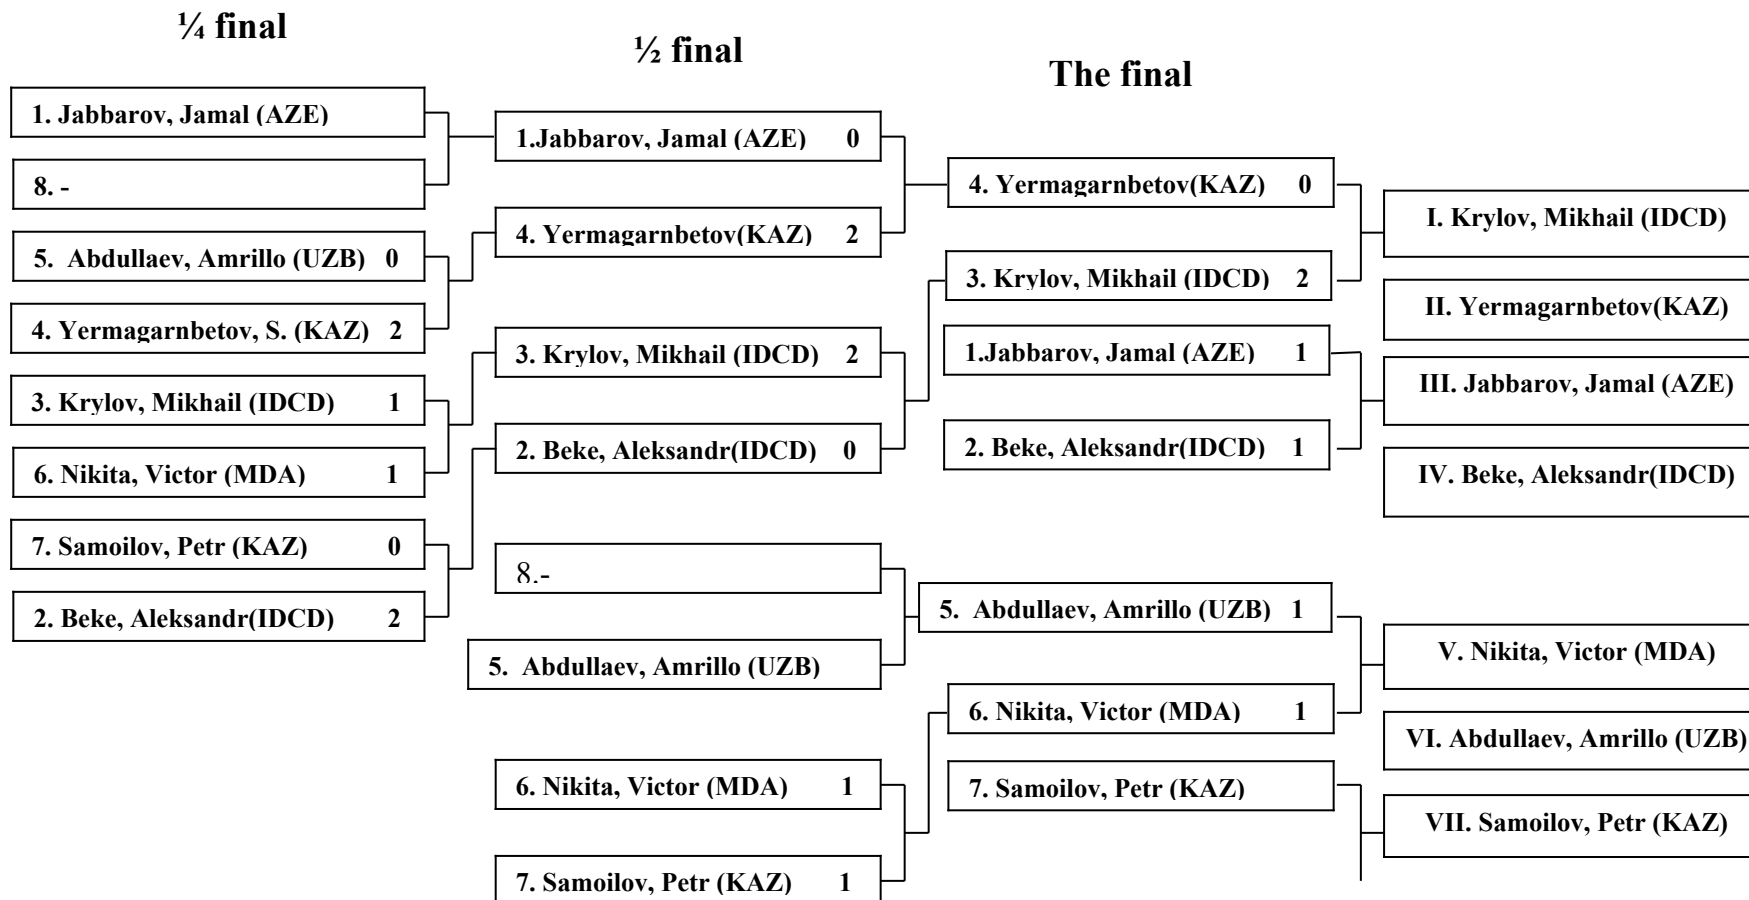 ¼ final
1. Jabbarov, Jamal (AZE)
8. -
5. Abdullaev, Amrillo (UZB) 0
4. Yermagarnbetov, S. (KAZ) 2
3. Krylov, Mikhail (IDCD) 1
6. Nikita, Victor (MDA) 1
7. Samoilov, Petr (KAZ) 0
2. Beke, Aleksandr(IDCD) 2
½ final
1.Jabbarov, Jamal (AZE) 0
4. Yermagarnbetov(KAZ) 2
3. Krylov, Mikhail (IDCD) 2
2. Beke, Aleksandr(IDCD) 0
8.-
5. Abdullaev, Amrillo (UZB)
6. Nikita, Victor (MDA) 1
7. Samoilov, Petr (KAZ) 1
The final
4. Yermagarnbetov(KAZ) 0
3. Krylov, Mikhail (IDCD) 2
1.Jabbarov, Jamal (AZE) 1
2. Beke, Aleksandr(IDCD) 1
5. Abdullaev, Amrillo (UZB) 1
6. Nikita, Victor (MDA) 1
7. Samoilov, Petr (KAZ)
I. Krylov, Mikhail (IDCD)
II. Yermagarnbetov(KAZ)
III. Jabbarov, Jamal (AZE)
IV. Beke, Aleksandr(IDCD)
V. Nikita, Victor (MDA)
VI. Abdullaev, Amrillo (UZB)
VII. Samoilov, Petr (KAZ)